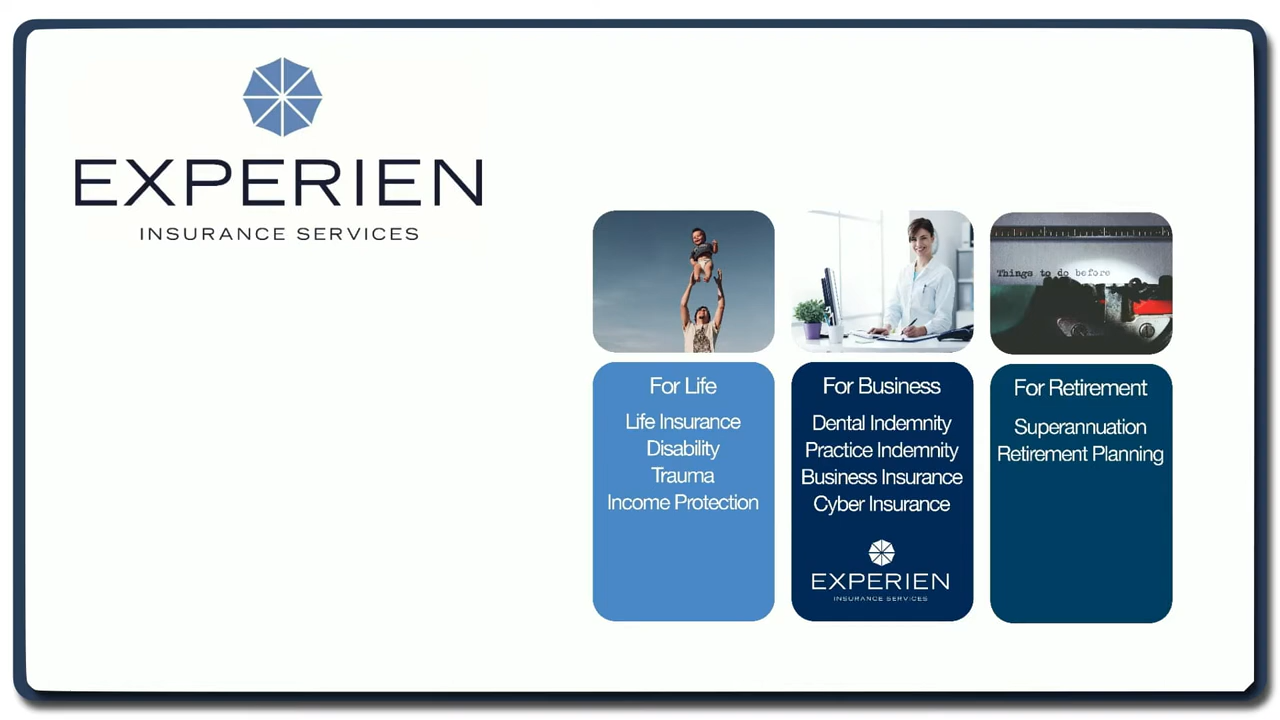 EXPERIEN
INSURANCE SERVICES
Things to do before
For Life
Life Insurance
Disability
Trauma
Income Protection
For Business
Dental Indemnity
Practice Indemnity
Business Insurance
Cyber Insurance
EXPERIEN
INSURANCE SERVICES
For Retirement
Superannuation
Retirement Planning